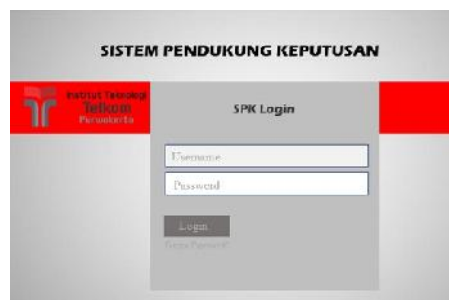 SISTEM PENDUKUNG KEPUTUSAN
Institut Teknologi
Telkom
Purwokerto
SPK Login
Username
Password
Login